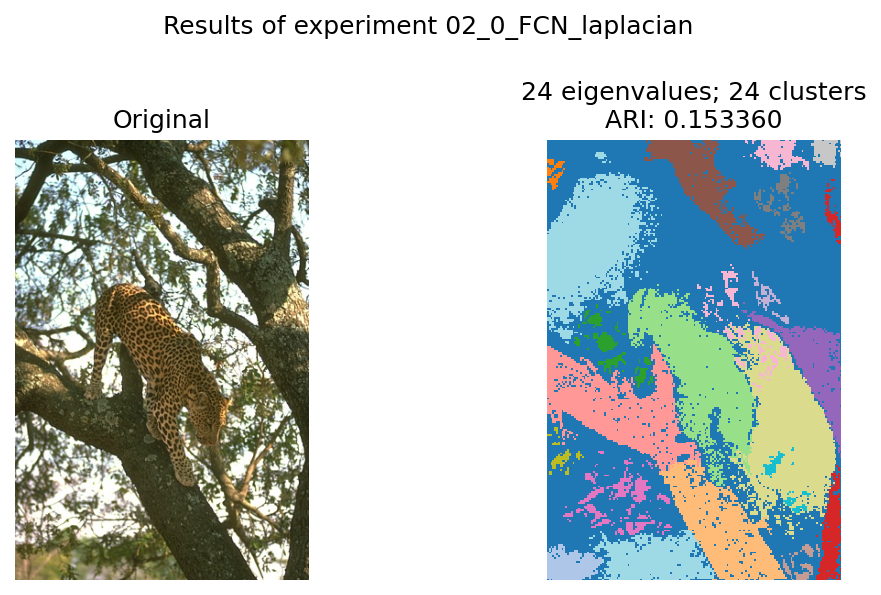 Results of experiment 02_0_FCN_laplacian
Original
24 eigenvalues; 24 clusters
ARI: 0.153360